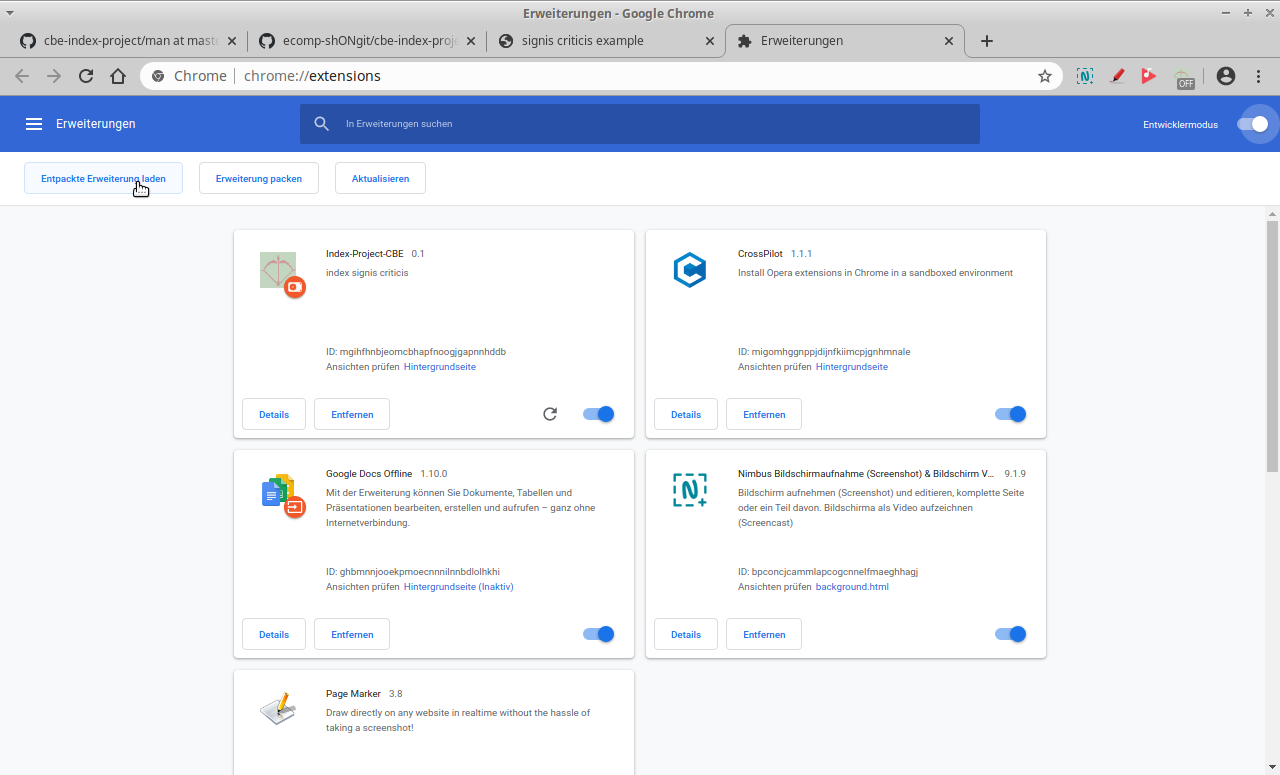 Erweiterungen - Google Chrome
cbe-index-project/man at mast
ecomp-shONgit/cbe-index-proje
signis criticis example
Erweiterungen
Chrome
chrome://extensions
OFF
Erweiterungen
In Erweiterungen suchen
Entwicklermodus
Entpackte Erweiterung laden
Erweiterung packen
Aktualisieren
Index-Project-CBE 0.1
index signis criticis
ID: mgihfhnbjeomcbhapfnoogjgapnnhddb
Ansichten prüfen Hintergrundseite
Details
Entfernen
CrossPilot 1.1.1
Install Opera extensions in Chrome in a sandboxed environment
ID: migomhggnppjdijnfkiimcpjgnhmnale
Ansichten prüfen Hintergrundseite
Details
Entfernen
Google Docs Offline 1.10.0
Mit der Erweiterung können Sie Dokumente, Tabellen und
Präsentationen bearbeiten, erstellen und aufrufen – ganz ohne
Internetverbindung.
ID: ghbmnnjooekpmoecnnnilnnbdlolhkhi
Ansichten prüfen Hintergrundseite (Inaktiv)
Details
Entfernen
Nimbus Bildschirmaufnahme (Screenshot) & Bildschirm V... 9.1.9
Bildschirm aufnehmen (Screenshot) und editieren, komplette Seite
oder ein Teil davon. Bildschirma als Video aufzeichnen
(Screencast)
ID: bpconcjcammlapcogcnnelfmaeghhagj
Ansichten prüfen background.html
Details
Entfernen
Page Marker 3.8
Draw directly on any website in realtime without the hassle of
taking a screenshot!